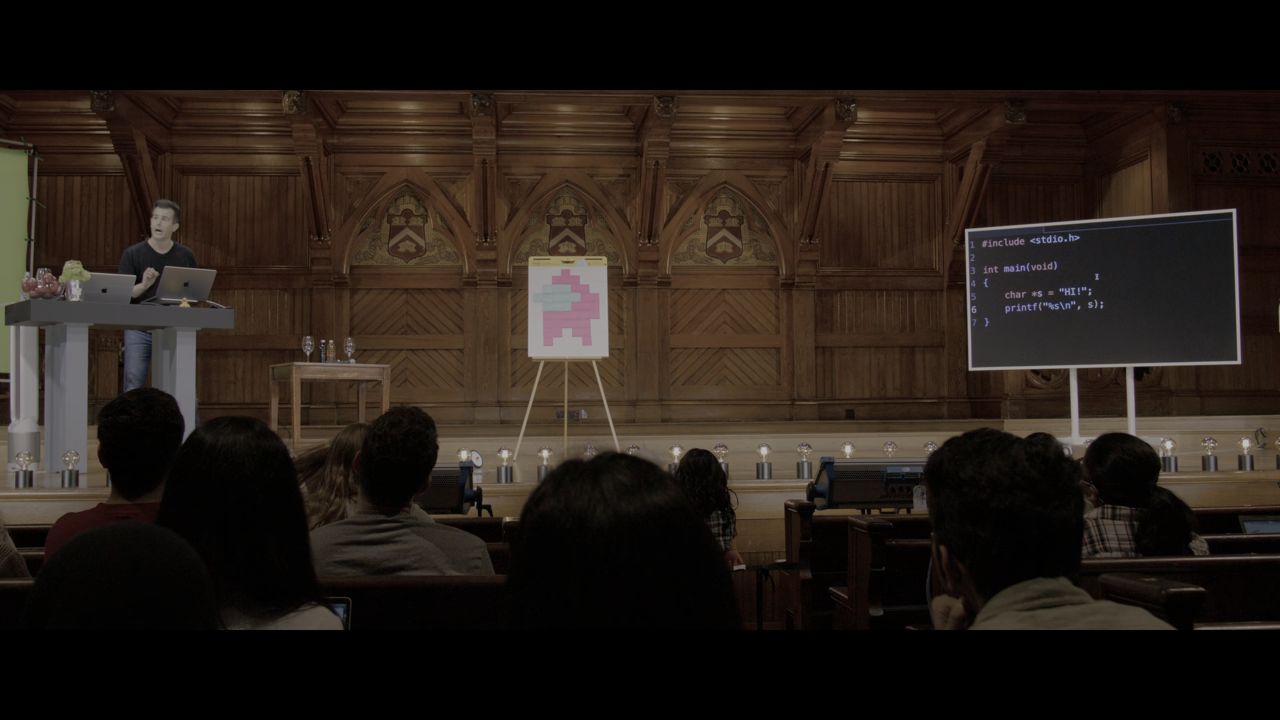 1 #include <stdio.h>
2
3 int main(void)
4 {
5 char *s = "HI!";
6 printf("%s\n", s);
7 }